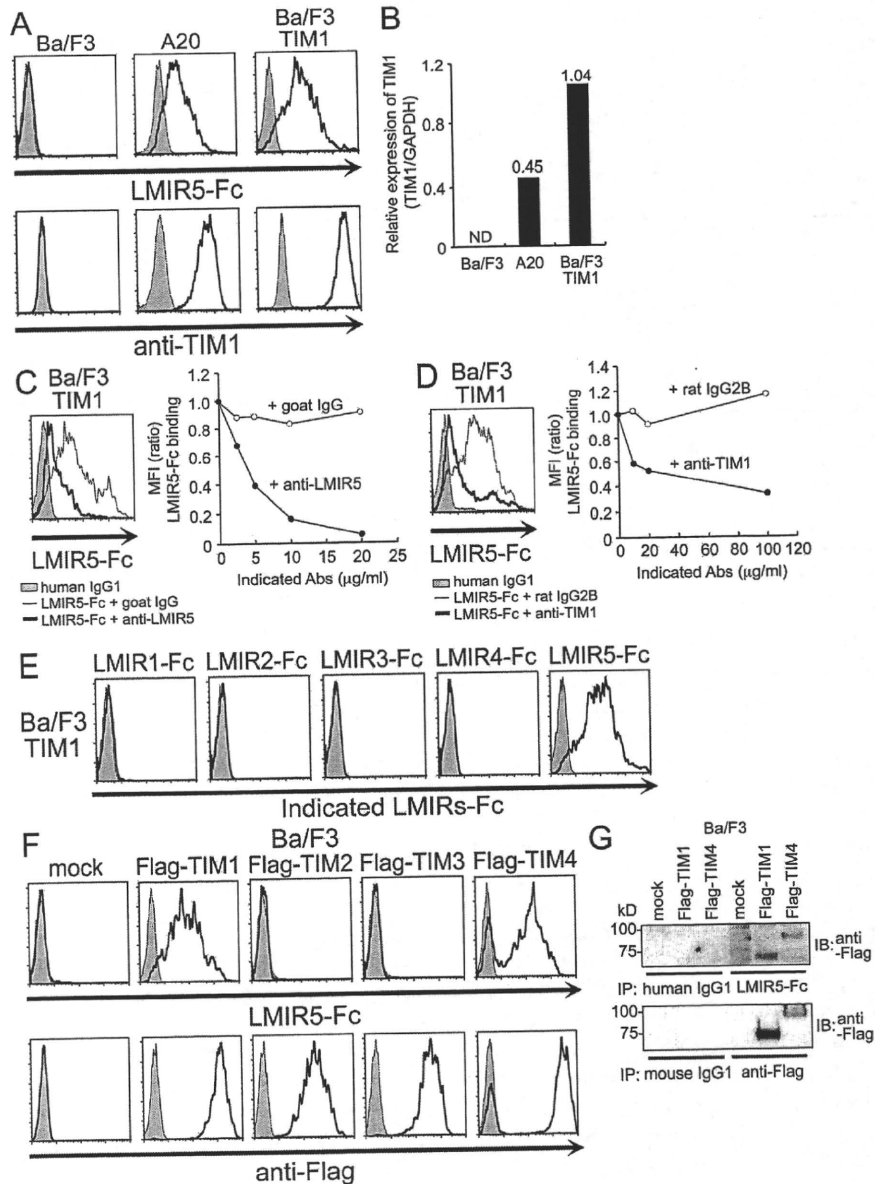 A
Ba/F3
A20
Ba/F3
TIM1
LMIR5-Fc
anti-TIM1
B
Relative expression of TIM1
(TIM1/GAPDH)
1.2
0.8
0.4
0
ND
0.45
1.04
Ba/F3
A20
Ba/F3
TIM1
C
Ba/F3
TIM1
LMIR5-Fc
human IgG1
LMIR5-Fc + goat IgG
LMIR5-Fc + anti-LMIR5
MFI (ratio)
LMIR5-Fc binding
1.0
0.8
0.6
0.4
0.2
0
+ goat IgG
+ anti-LMIR5
0 5 10 15 20 25
Indicated Abs (μg/ml)
D
Ba/F3
TIM1
LMIR5-Fc
human IgG1
LMIR5-Fc + rat IgG2B
LMIR5-Fc + anti-TIM1
MFI (ratio)
LMIR5-Fc binding
1.4
1.2
1.0
0.8
0.6
0.4
0.2
0
+ rat IgG2B
+ anti-TIM1
0 20 40 60 80 100 120
Indicated Abs (μg/ml)
E
LMIR1-Fc LMIR2-Fc LMIR3-Fc LMIR4-Fc LMIR5-Fc
Ba/F3
TIM1
Indicated LMIRs-Fc
F
Ba/F3
mock Flag-TIM1 Flag-TIM2 Flag-TIM3 Flag-TIM4
LMIR5-Fc
anti-Flag
G
Ba/F3
mock
Flag-TIM1
Flag-TIM4
mock
Flag-TIM1
Flag-TIM4
kD
100
75
IB: anti
-Flag
IP: human IgG1 LMIR5-Fc
100
75
IB: anti
-Flag
IP: mouse IgG1 anti-Flag